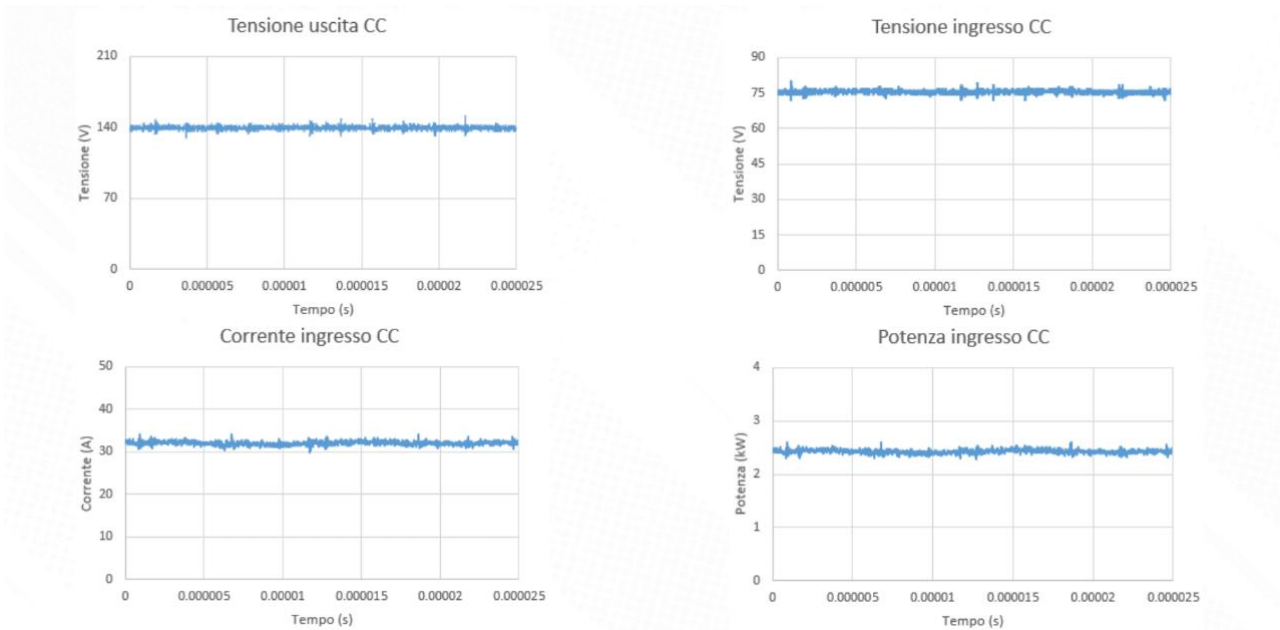 Tensione uscita CC
210
140
70
0
Tensione (V)
0 0.000005 0.00001 0.000015 0.00002 0.000025
Tempo (s)
Tensione ingresso CC
90
75
60
45
30
15
0
Tensione (V)
0 0.000005 0.00001 0.000015 0.00002 0.000025
Tempo (s)
Corrente ingresso CC
50
40
30
20
10
0
Corrente (A)
0 0.000005 0.00001 0.000015 0.00002 0.000025
Tempo (s)
Potenza ingresso CC
4
3
2
1
0
Potenza (kW)
0 0.000005 0.00001 0.000015 0.00002 0.000025
Tempo (s)